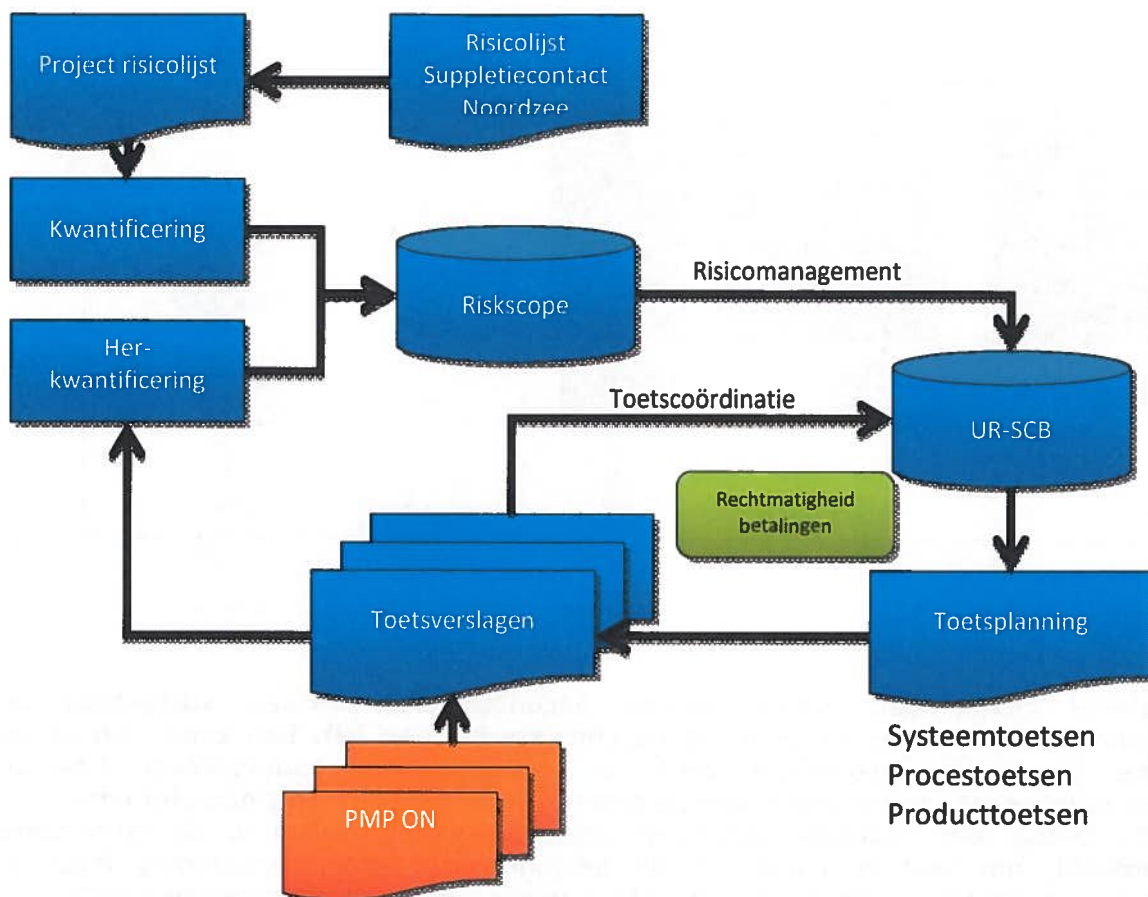 Project risicolijst
Risicolijst
Suppletiecontact
Noordzee
Kwantificering
Riskscope
Risicomanagement
Her-
kwantificering
Toetscoördinatie
UR-SCB
Rechtmatigheid
betalingen
Toetsverslagen
Toetsplanning
Systeemtoetsen
Procestoetsen
Producttoetsen
PMP ON